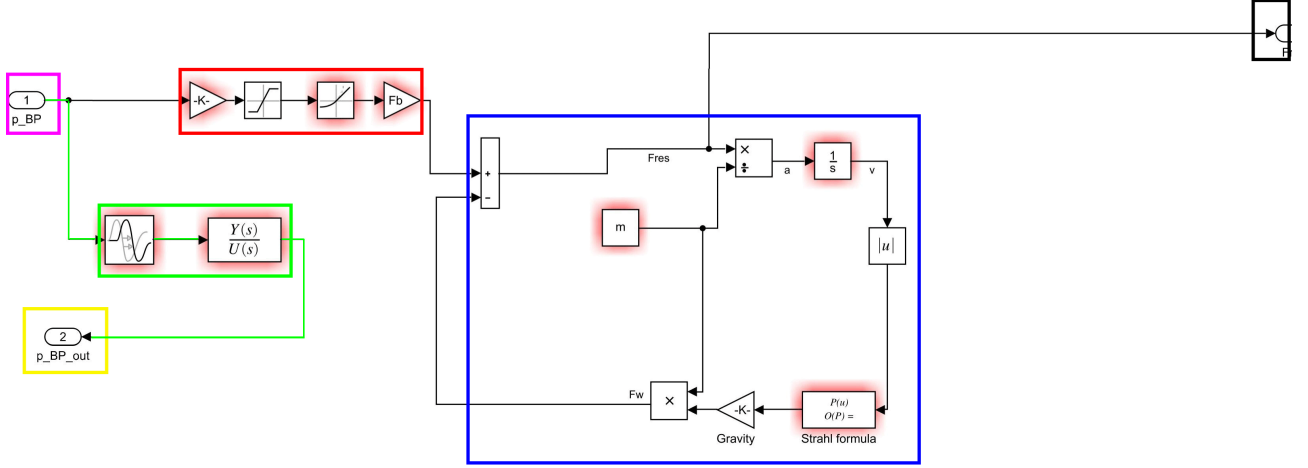 1
p_BP
-K-
Fb
+
−
Fres
×
÷
a
1
s
v
m
|u|
Y(s)
U(s)
2
p_BP_out
Fw
×
-K-
Gravity
P(u)
O(P) =
Strahl formula